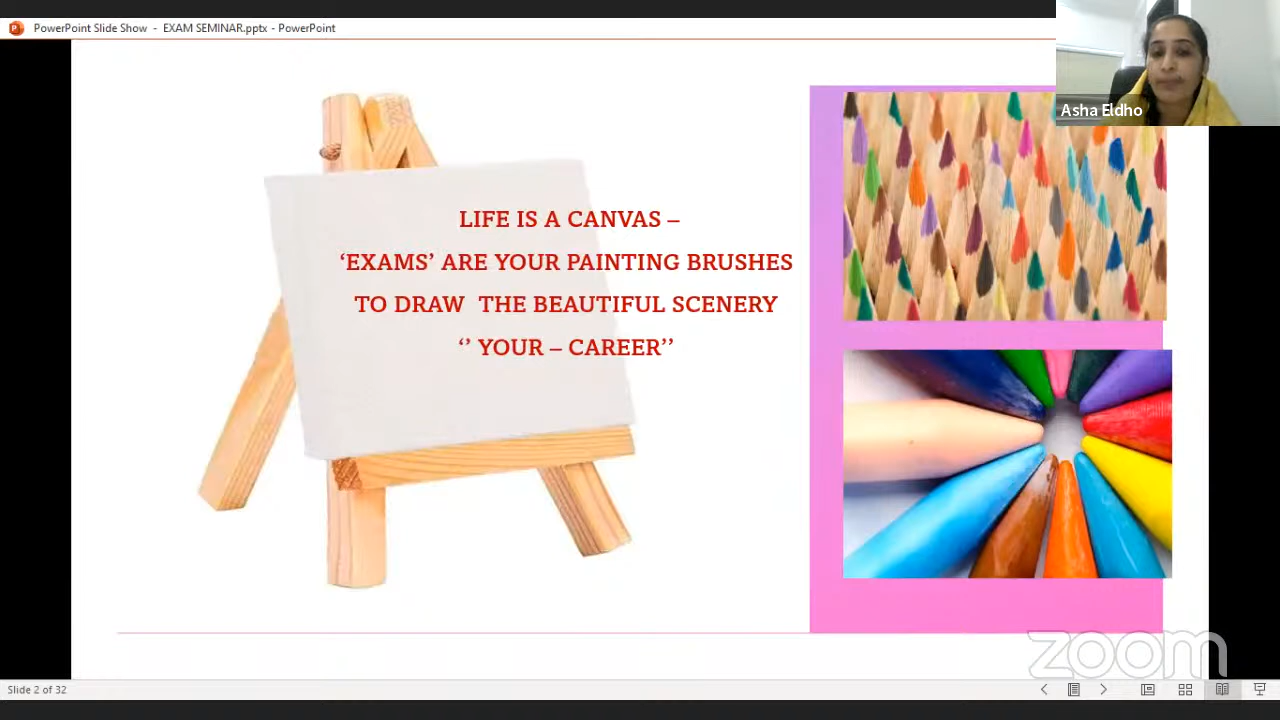 PowerPoint Slide Show - EXAM SEMINAR.pptx - PowerPoint
Asha Eldho
LIFE IS A CANVAS –
‘EXAMS’ ARE YOUR PAINTING BRUSHES
TO DRAW THE BEAUTIFUL SCENERY
‘’ YOUR – CAREER’’
zoom
Slide 2 of 32